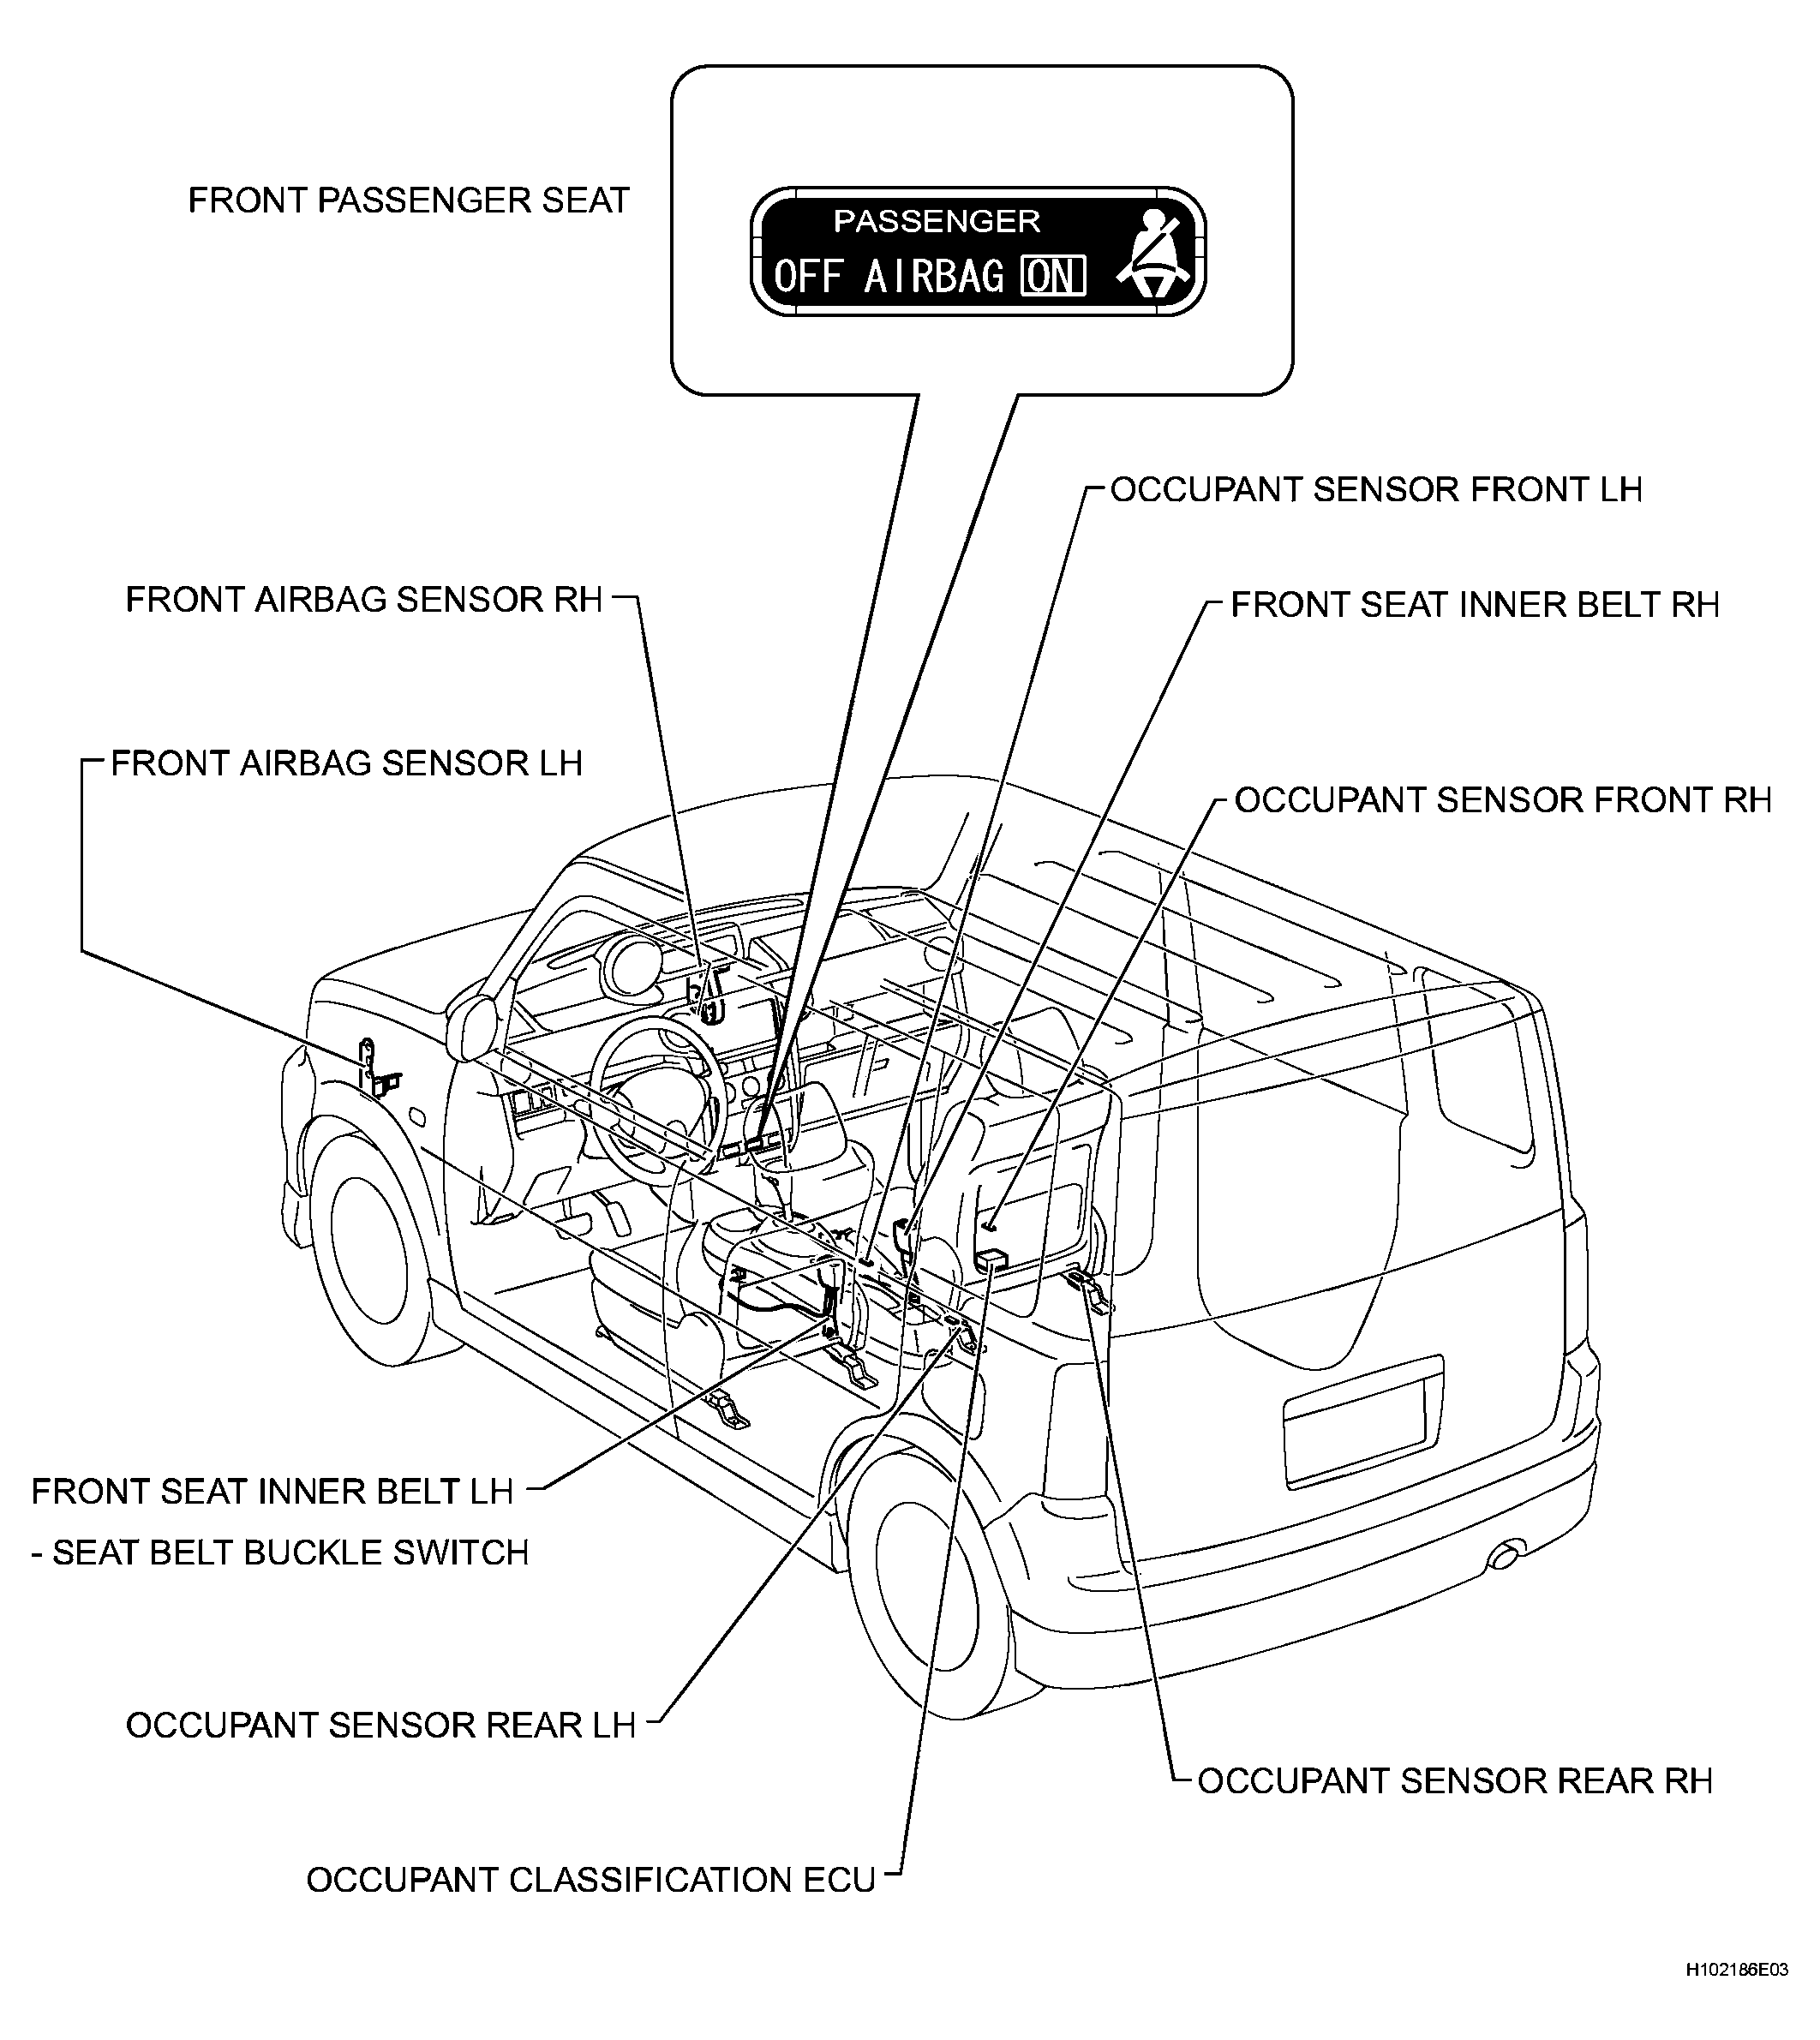 FRONT PASSENGER SEAT
PASSENGER
OFF AIRBAG ON
OCCUPANT SENSOR FRONT LH
FRONT AIRBAG SENSOR RH
FRONT SEAT INNER BELT RH
FRONT AIRBAG SENSOR LH
OCCUPANT SENSOR FRONT RH
FRONT SEAT INNER BELT LH
- SEAT BELT BUCKLE SWITCH
OCCUPANT SENSOR REAR LH
OCCUPANT SENSOR REAR RH
OCCUPANT CLASSIFICATION ECU
H102186E03